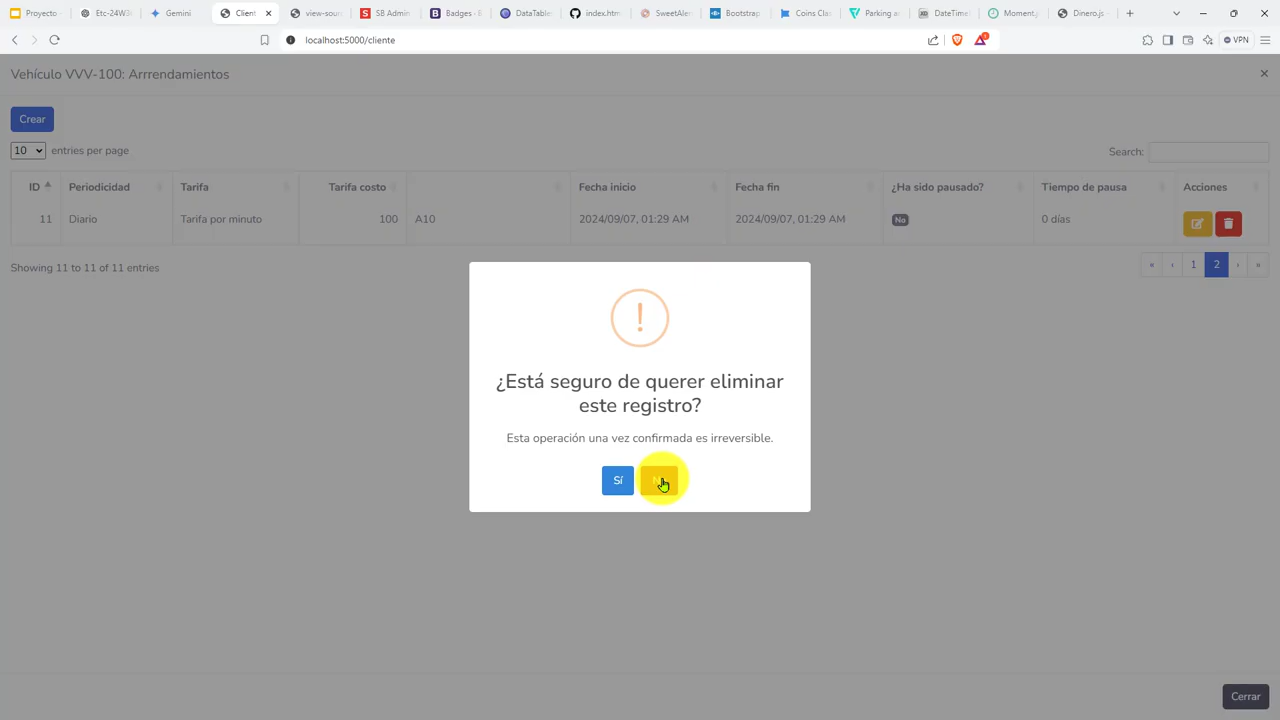 Proyecto
Etc-24W3
Gemini
Client
view-sour
SB Admin
Badges
DataTable
index.htm
SweetAler
Bootstrap
Coins Cla
Parking a
DateTime
Moment.j
Dinero.js
localhost:5000/cliente
VPN
Vehículo VVV-100: Arrrendamientos
Crear
10 entries per page
Search:
ID Periodicidad Tarifa Tarifa costo Fecha inicio Fecha fin ¿Ha sido pausado? Tiempo de pausa Acciones
11 Diario Tarifa por minuto 100 A10 2024/09/07, 01:29 AM 2024/09/07, 01:29 AM No 0 días
Showing 11 to 11 of 11 entries
« ‹ 1 2 › »
¿Está seguro de querer eliminar
este registro?
Esta operación una vez confirmada es irreversible.
Sí
Cerrar